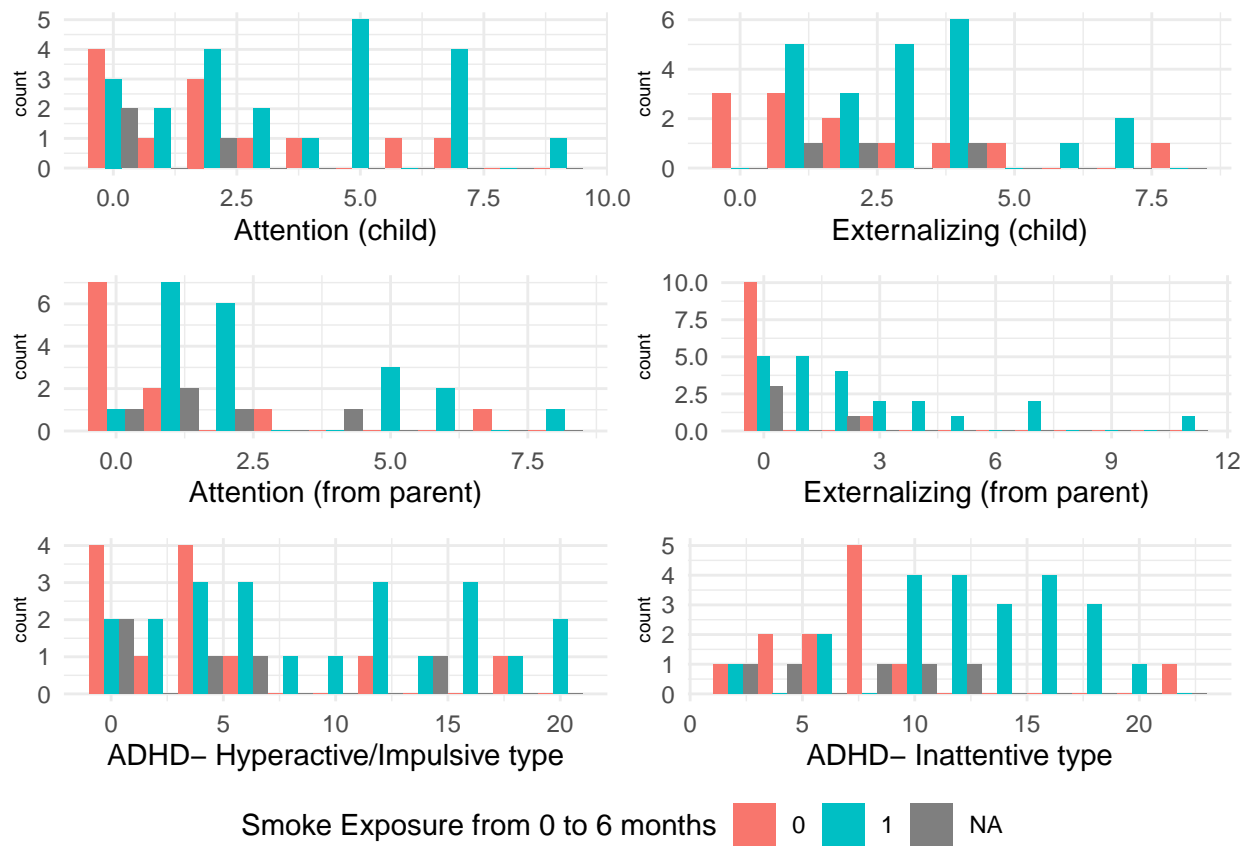 5
4
3
2
1
0
count
0.0 2.5 5.0 7.5 10.0
Attention (child)
6
4
2
0
count
0.0 2.5 5.0 7.5
Externalizing (child)
6
4
2
0
count
0.0 2.5 5.0 7.5
Attention (from parent)
10.0
7.5
5.0
2.5
0.0
count
0 3 6 9 12
Externalizing (from parent)
4
3
2
1
0
count
0 5 10 15 20
ADHD– Hyperactive/Impulsive type
5
4
3
2
1
0
count
0 5 10 15 20
ADHD– Inattentive type
Smoke Exposure from 0 to 6 months 0 1 NA